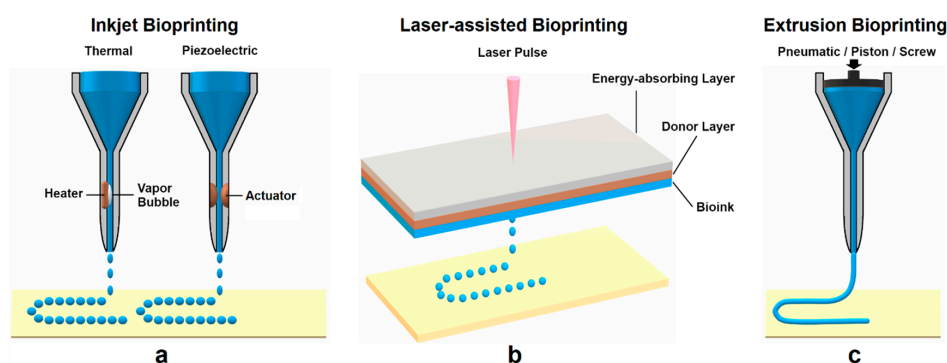 Inkjet Bioprinting
Thermal
Piezoelectric
Heater
Vapor
Bubble
Actuator
a
Laser-assisted Bioprinting
Laser Pulse
Energy-absorbing Layer
Donor Layer
Bioink
b
Extrusion Bioprinting
Pneumatic / Piston / Screw
c